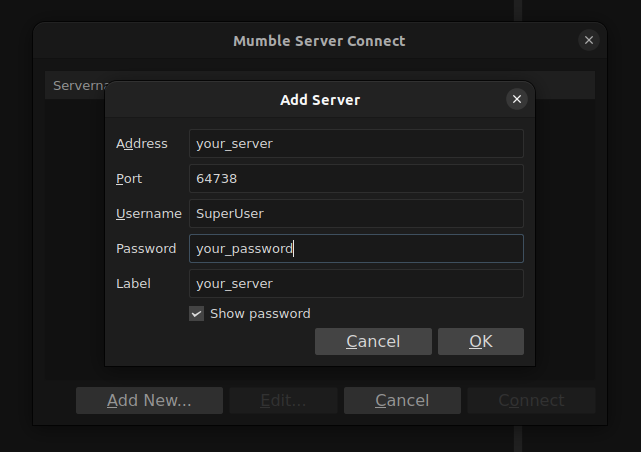 Mumble Server Connect
Serverna
Add Server
Address your_server
Port 64738
Username SuperUser
Password your_password
Label your_server
Show password
Cancel OK
Add New... Edit... Cancel Connect